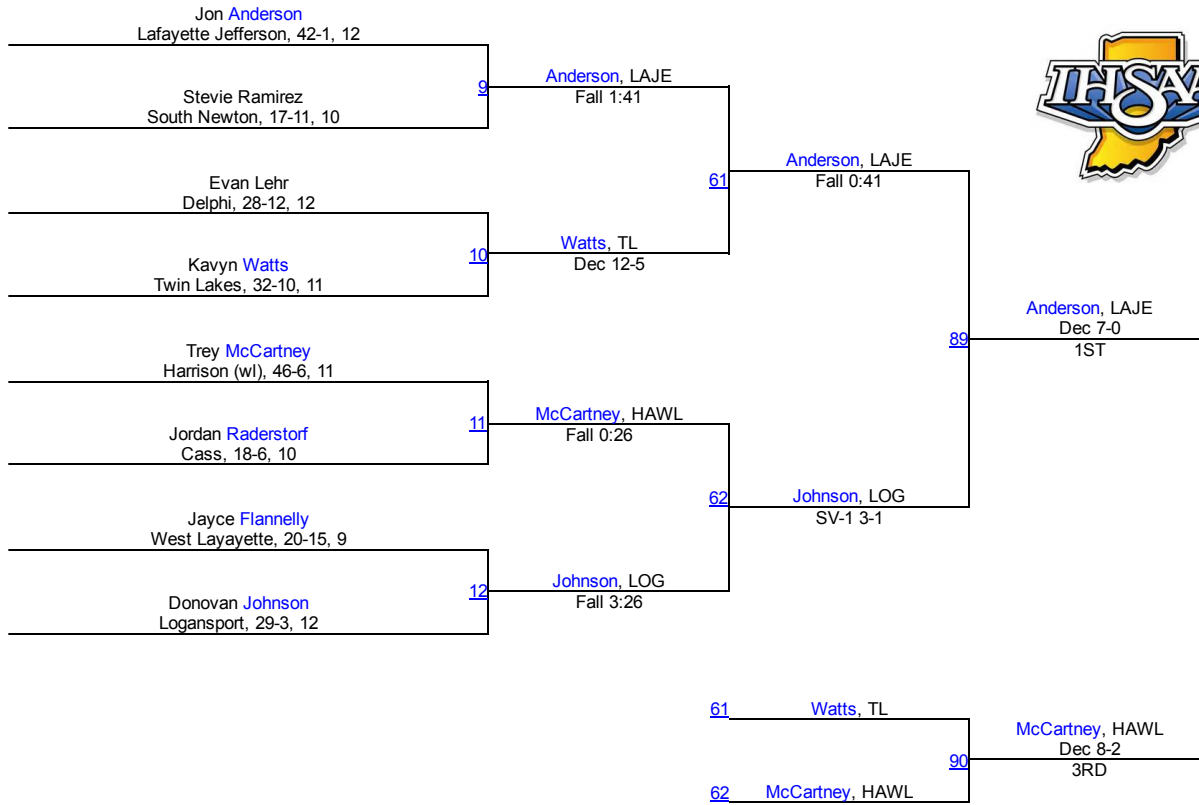 Jon Anderson
Lafayette Jefferson, 42-1, 12
Stevie Ramirez
South Newton, 17-11, 10
9
Anderson, LAJE
Fall 1:41
Evan Lehr
Delphi, 28-12, 12
Kavyn Watts
Twin Lakes, 32-10, 11
10
Watts, TL
Dec 12-5
61
Anderson, LAJE
Fall 0:41
Trey McCartney
Harrison (wl), 46-6, 11
Jordan Raderstorf
Cass, 18-6, 10
11
McCartney, HAWL
Fall 0:26
Jayce Flannelly
West Layayette, 20-15, 9
Donovan Johnson
Logansport, 29-3, 12
12
Johnson, LOG
Fall 3:26
62
Johnson, LOG
SV-1 3-1
89
Anderson, LAJE
Dec 7-0
1ST
61
Watts, TL
62
McCartney, HAWL
90
McCartney, HAWL
Dec 8-2
3RD
IHSAA